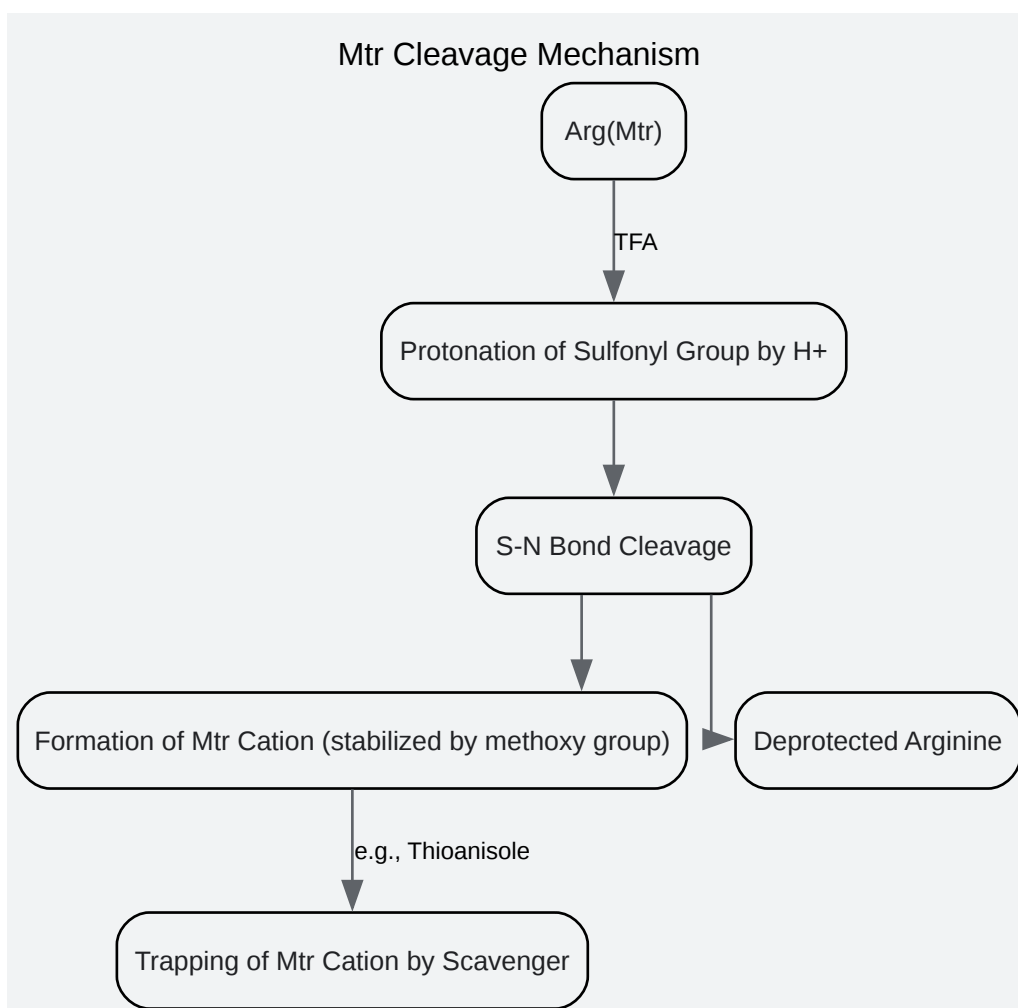 Mtr Cleavage Mechanism
Arg(Mtr)
TFA
Protonation of Sulfonyl Group by H+
S-N Bond Cleavage
Formation of Mtr Cation (stabilized by methoxy group)
Deprotected Arginine
e.g., Thioanisole
Trapping of Mtr Cation by Scavenger